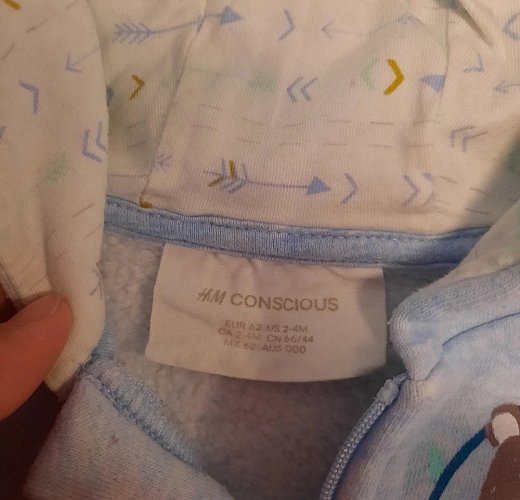 H&M CONSCIOUS
EUR 62 US 2-4M
CA 2-4M CN 66/44
MX 62 AUS 000